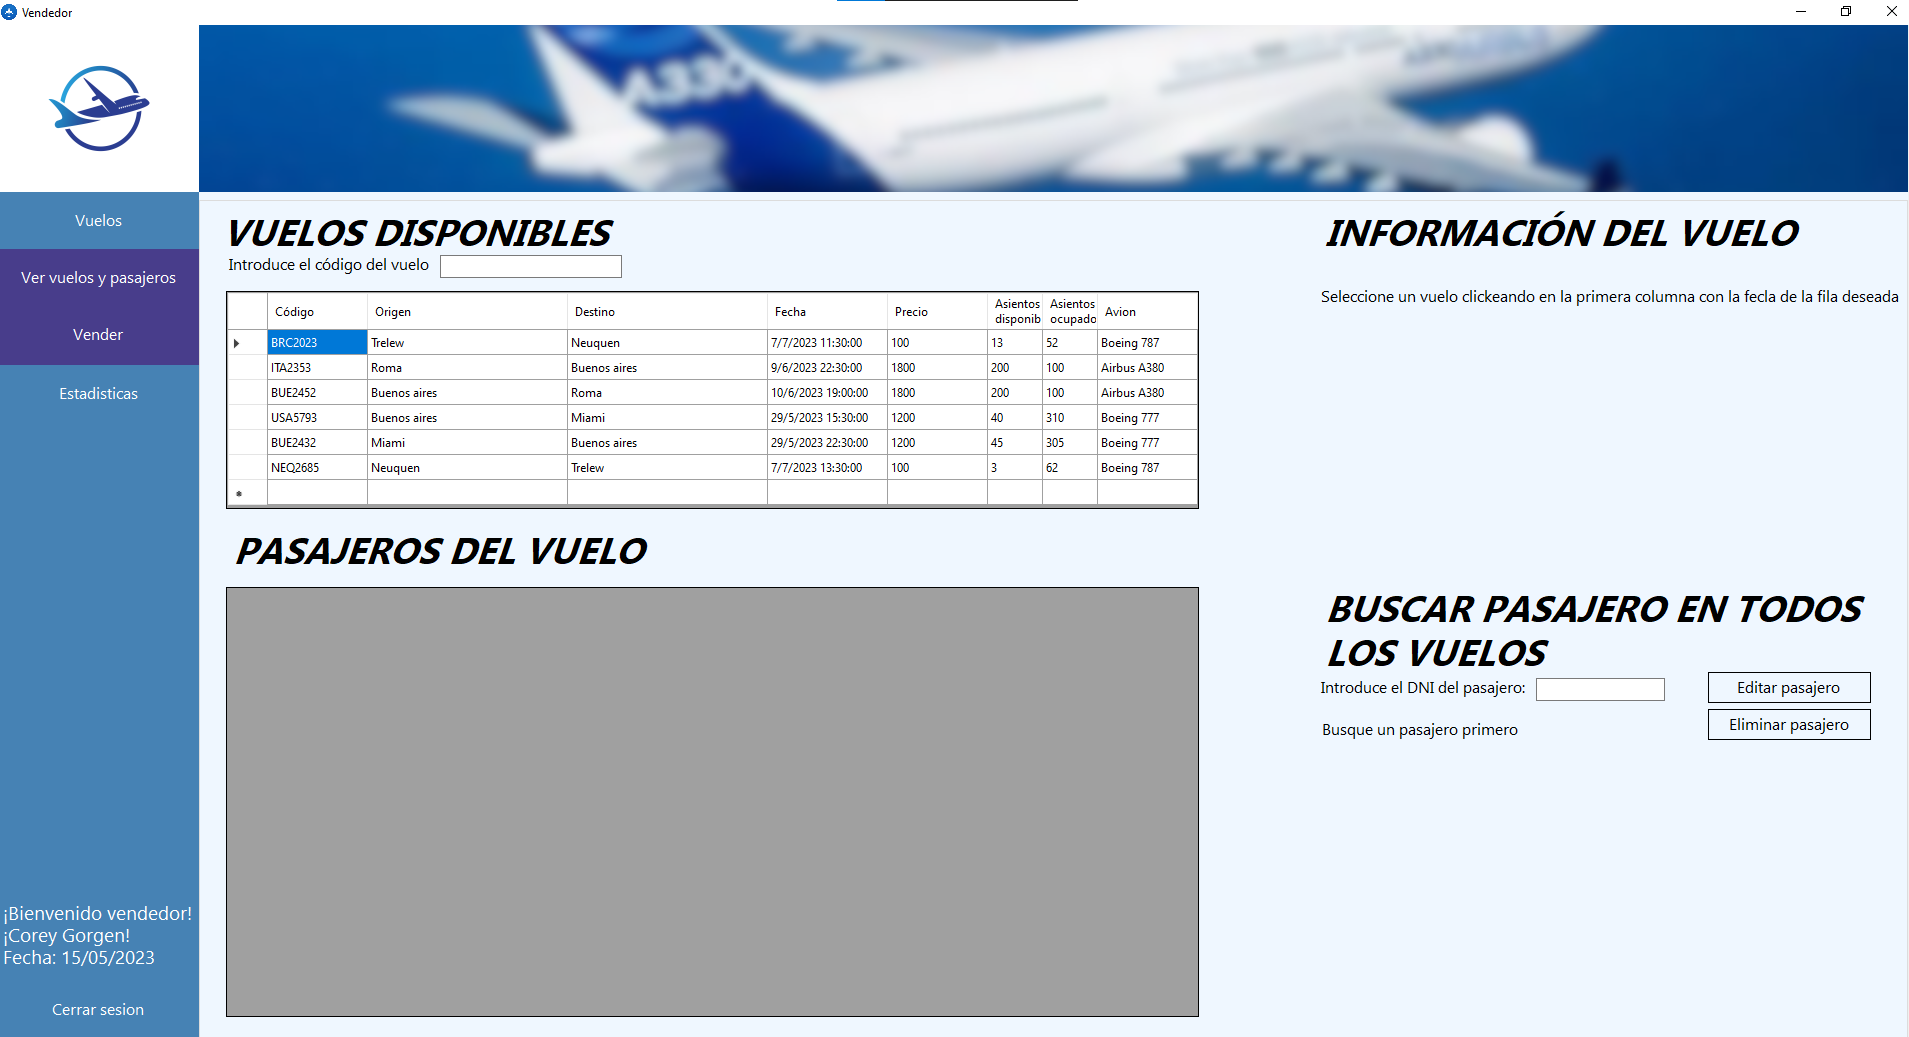 Vendedor
A330
Vuelos
Ver vuelos y pasajeros
Vender
Estadisticas
¡Bienvenido vendedor!
¡Corey Gorgen!
Fecha: 15/05/2023
Cerrar sesion
VUELOS DISPONIBLES
Introduce el código del vuelo
Código Origen Destino Fecha Precio Asientos disponib Asientos ocupado Avion
BRC2023 Trelew Neuquen 7/7/2023 11:30:00 100 13 52 Boeing 787
ITA2353 Roma Buenos aires 9/6/2023 22:30:00 1800 200 100 Airbus A380
BUE2452 Buenos aires Roma 10/6/2023 19:00:00 1800 200 100 Airbus A380
USA5793 Buenos aires Miami 29/5/2023 15:30:00 1200 40 310 Boeing 777
BUE2432 Miami Buenos aires 29/5/2023 22:30:00 1200 45 305 Boeing 777
NEQ2685 Neuquen Trelew 7/7/2023 13:30:00 100 3 62 Boeing 787
PASAJEROS DEL VUELO
INFORMACIÓN DEL VUELO
Seleccione un vuelo clickeando en la primera columna con la fecla de la fila deseada
BUSCAR PASAJERO EN TODOS
LOS VUELOS
Introduce el DNI del pasajero:
Editar pasajero
Busque un pasajero primero
Eliminar pasajero